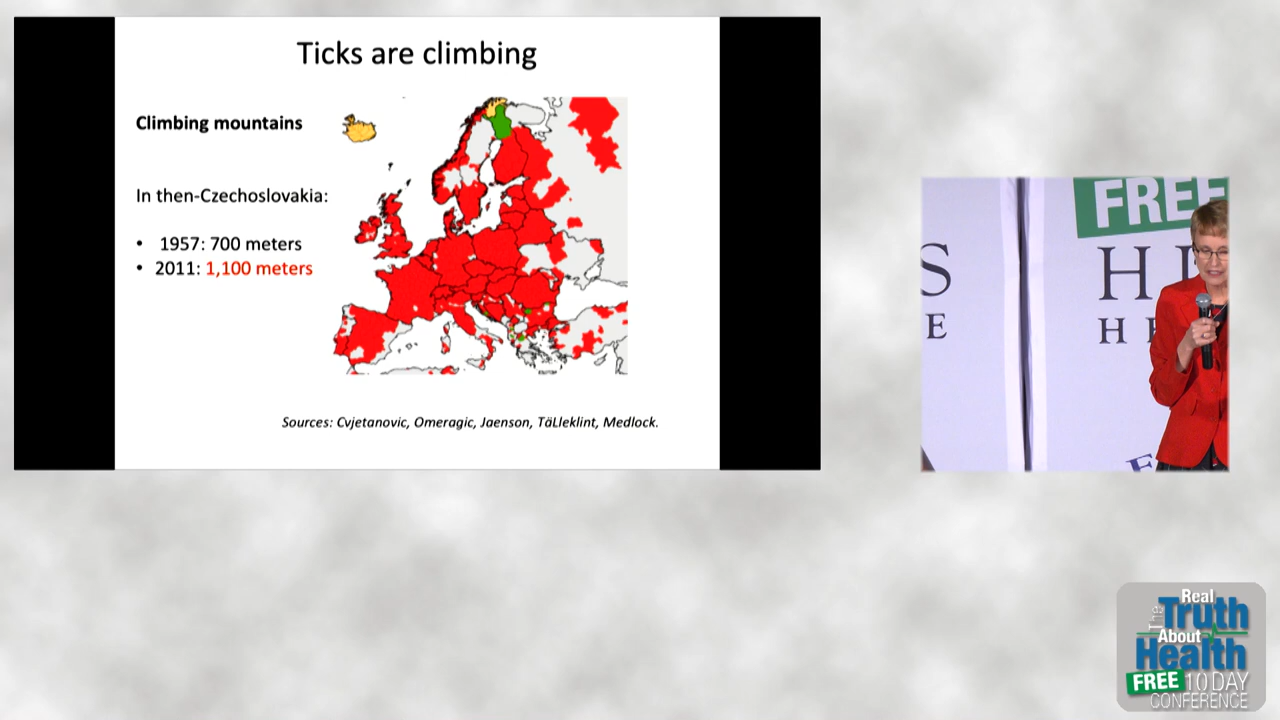 Ticks are climbing
Climbing mountains
In then-Czechoslovakia:
• 1957: 700 meters
• 2011: 1,100 meters
Sources: Cvjetanovic, Omeragic, Jaenson, TäLleklint, Medlock.
FREE
S
H
E
H
The Real
Truth
About
Health
FREE 10 DAY
CONFERENCE